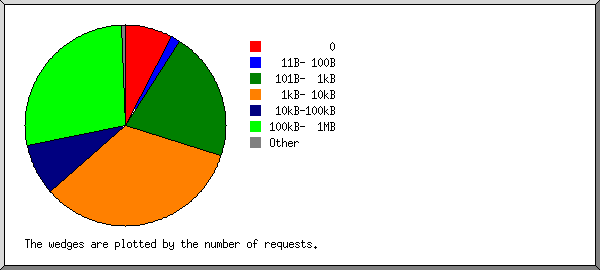 0
11B- 100B
101B- 1kB
1kB- 10kB
10kB-100kB
100kB- 1MB
Other
The wedges are plotted by the number of requests.